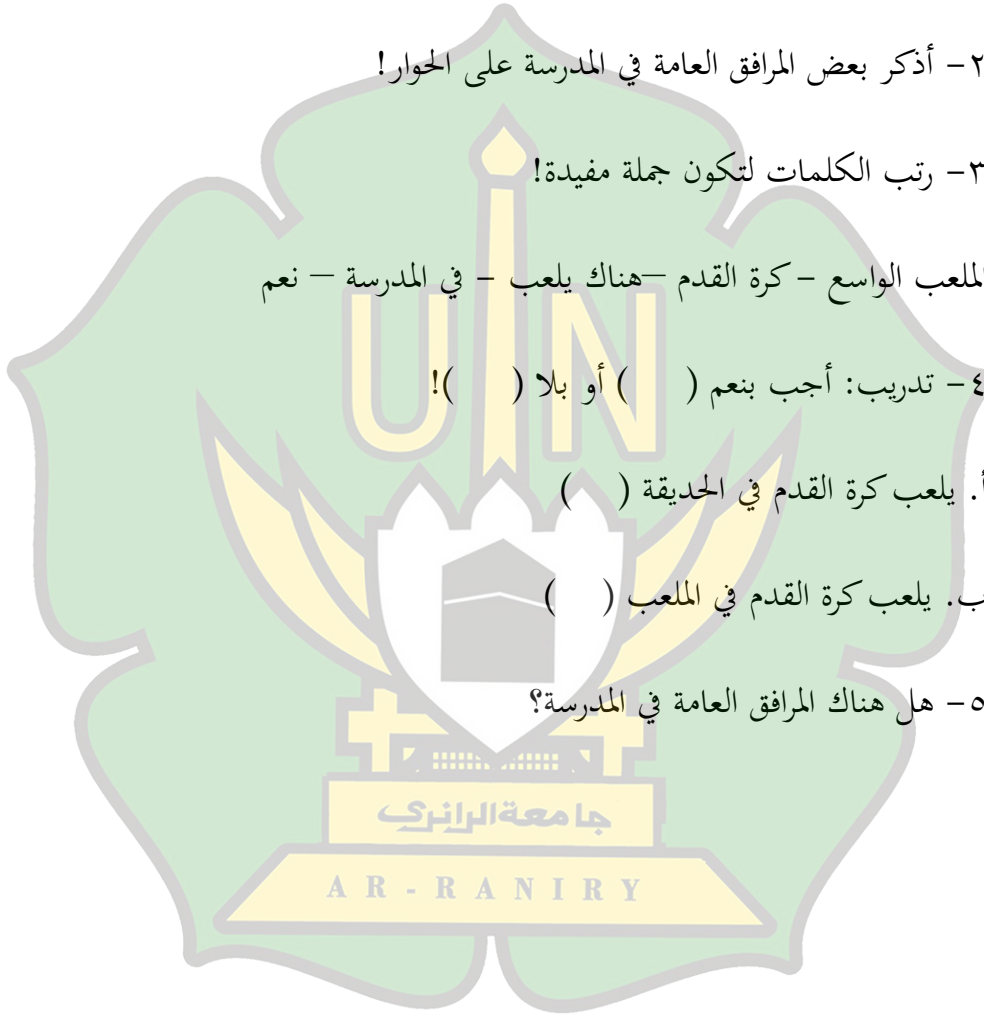 ٢- أذكر بعض المرافق العامة في المدرسة على الحوار!
٣- رتب الكلمات لتكون جملة مفيدة!
الملعب الواسع – كرة القدم –هناك يلعب – في المدرسة – نعم
٤- تدريب: أجب بنعم ( ) أو بلا ( )!
أ. يلعب كرة القدم في الحديقة ( )
ب. يلعب كرة القدم في الملعب ( )
٥- هل هناك المرافق العامة في المدرسة؟
UIN
جامعة الرانري
AR-RANIRY